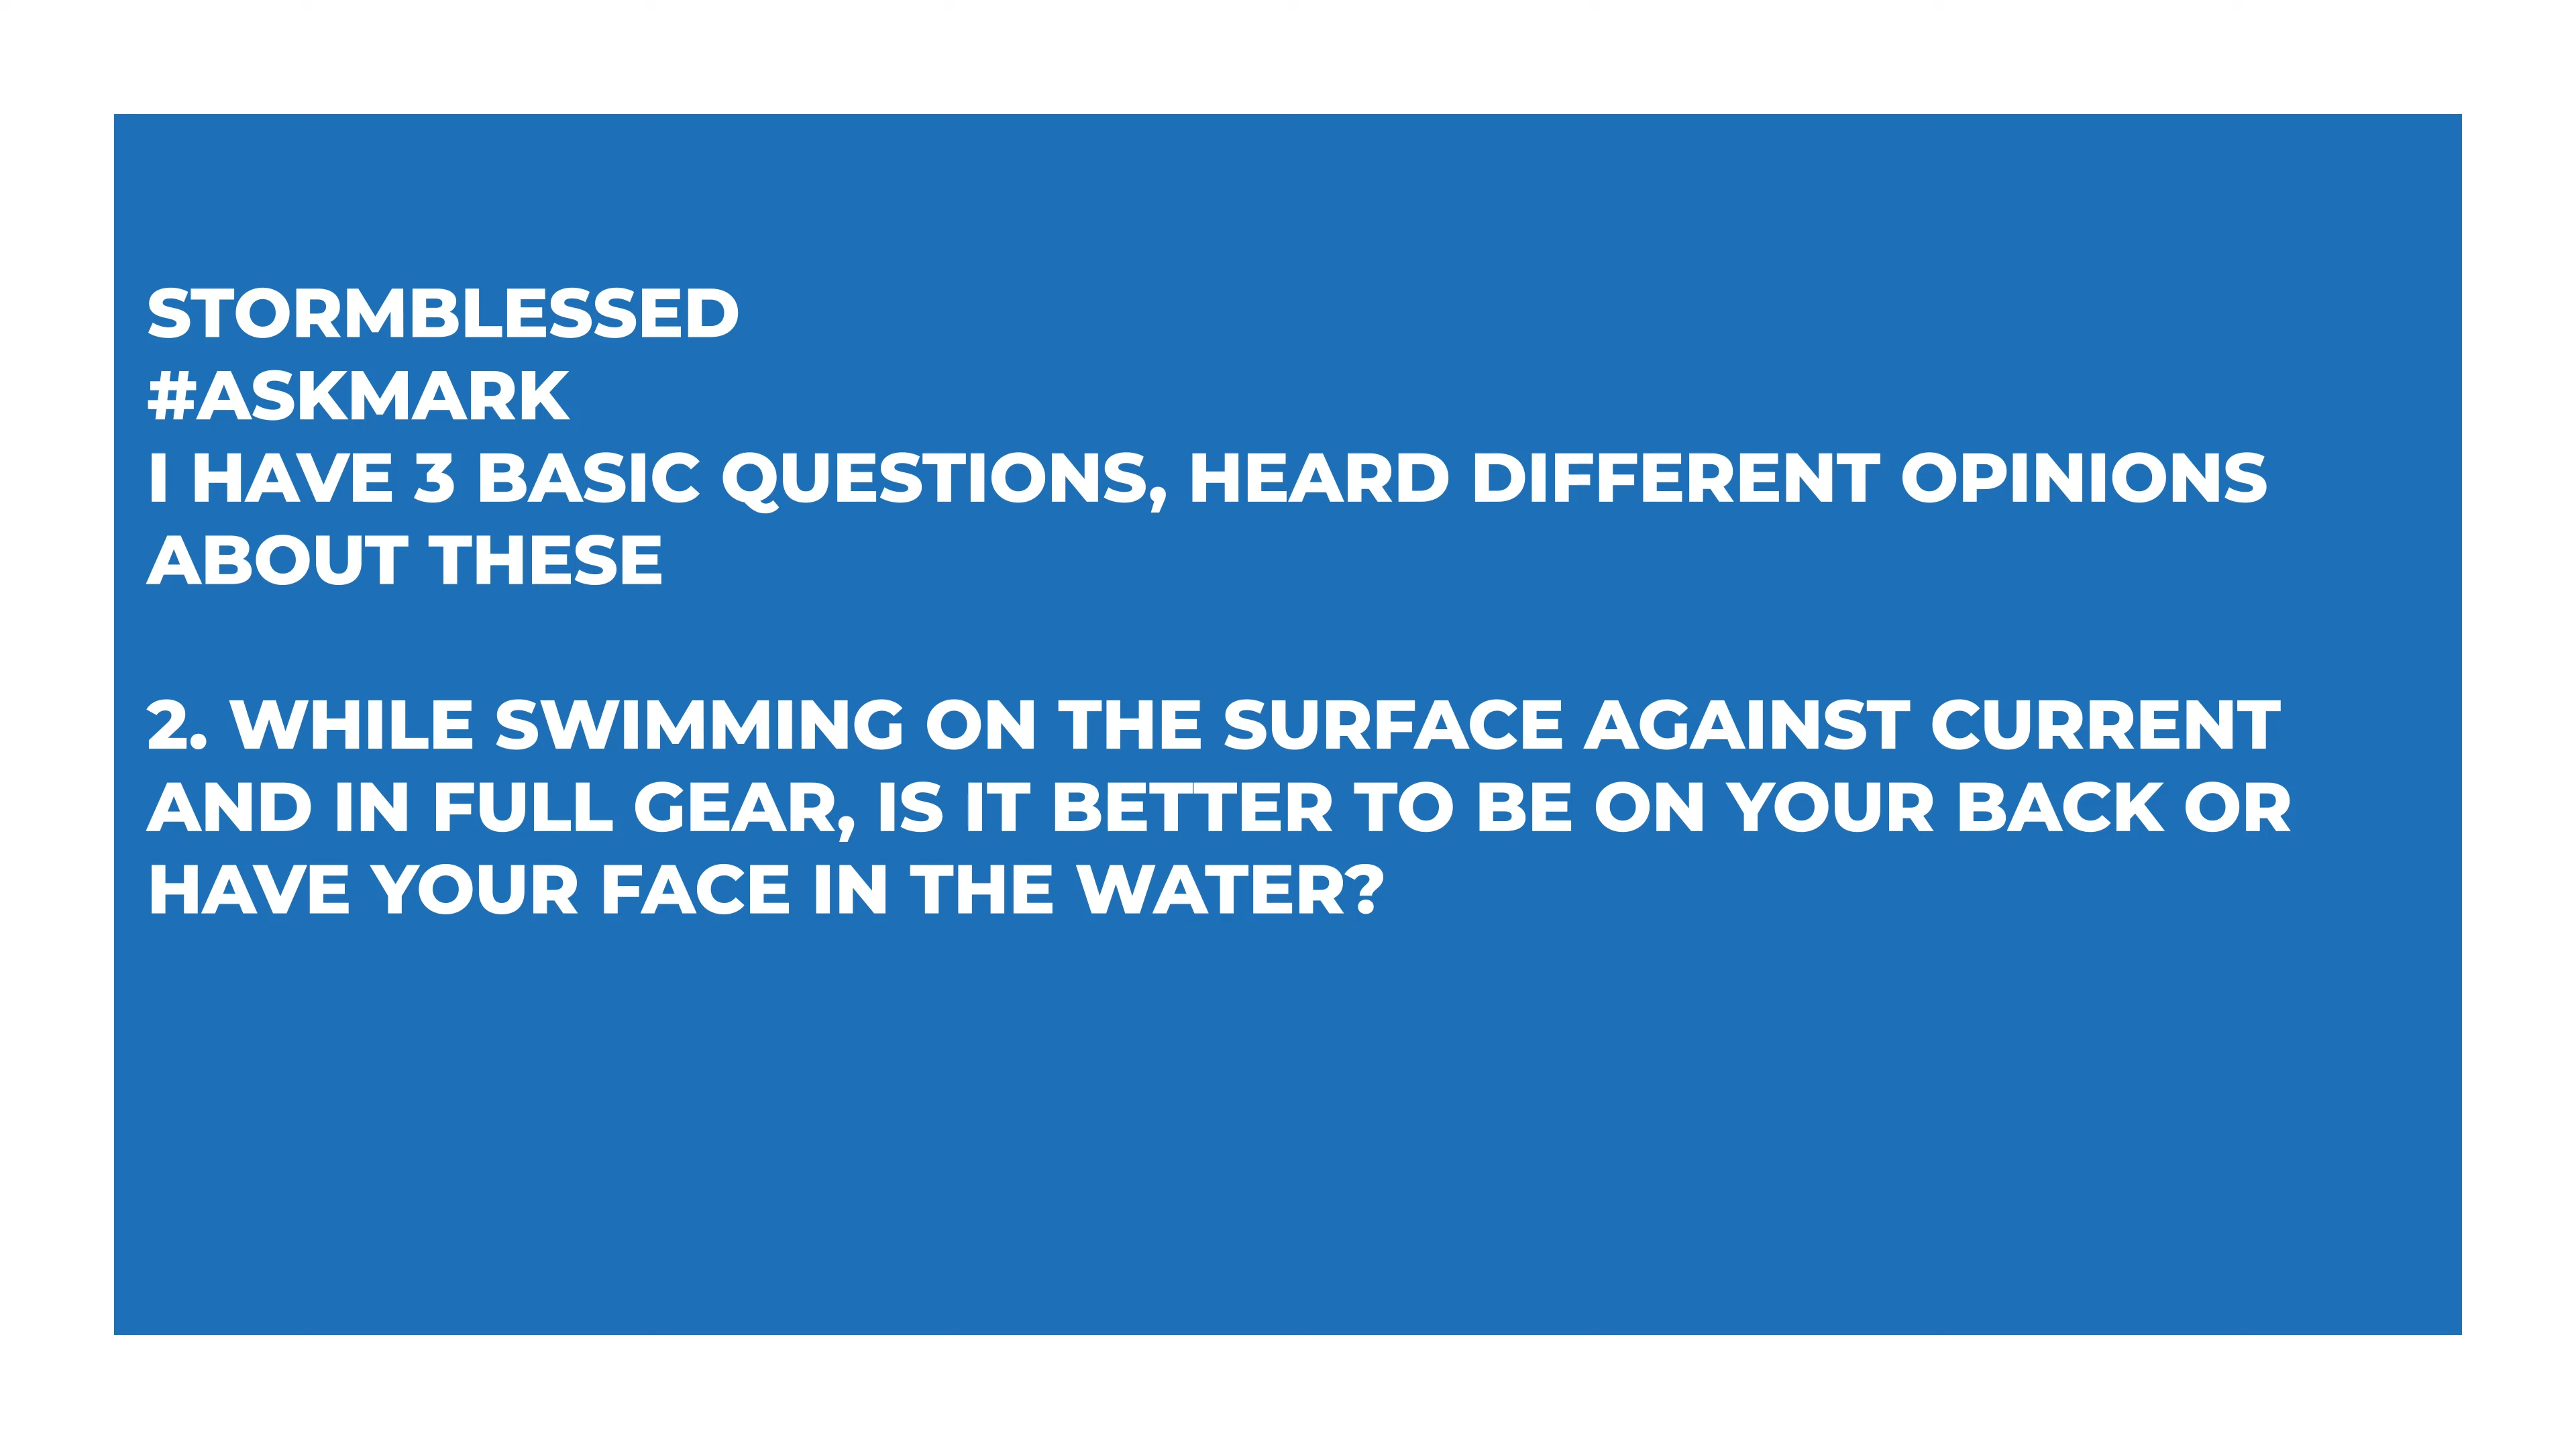 STORMBLESSED
#ASKMARK
I HAVE 3 BASIC QUESTIONS, HEARD DIFFERENT OPINIONS
ABOUT THESE
2. WHILE SWIMMING ON THE SURFACE AGAINST CURRENT
AND IN FULL GEAR, IS IT BETTER TO BE ON YOUR BACK OR
HAVE YOUR FACE IN THE WATER?